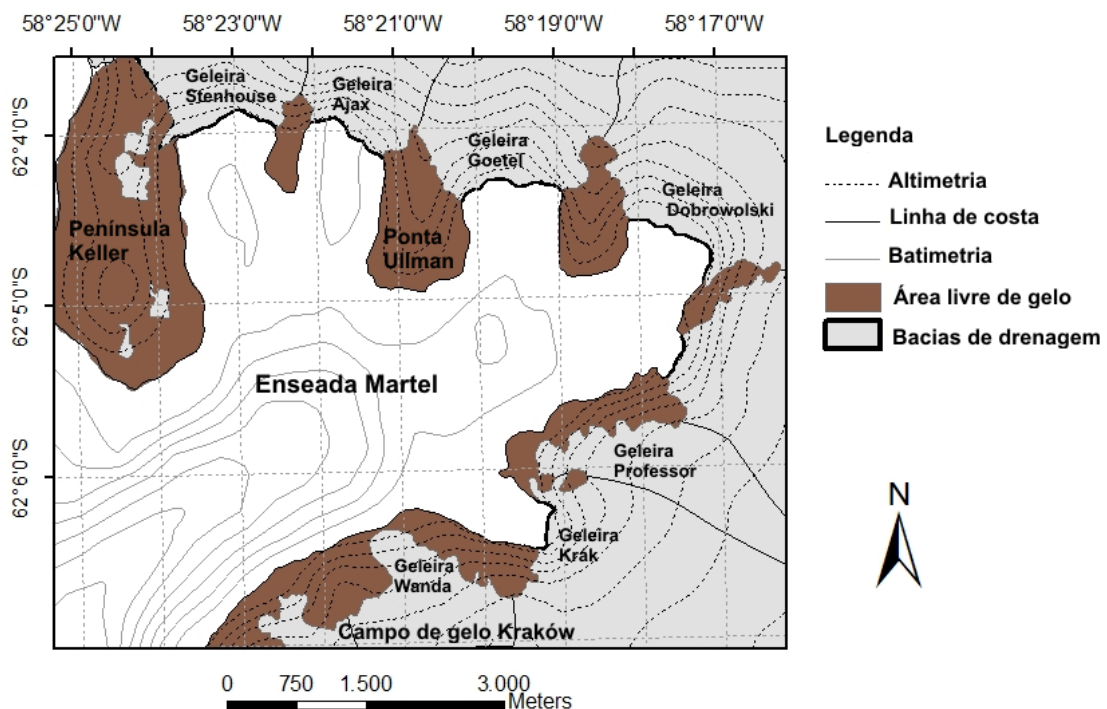 58°25'0"W 58°23'0"W 58°21'0"W 58°19'0"W 58°17'0"W
62°4'0"S
62°5'0"S
62°6'0"S
Geleira
Stenhouse
Geleira
Ajax
Geleira
Goetel
Geleira
Dobrowolski
Península
Keller
Ponta
Ullman
Enseada Martel
Geleira
Professor
Geleira
Krak
Geleira
Wanda
Campo de gelo Kraków
Legenda
Altimetria
Linha de costa
Batimetria
Área livre de gelo
Bacias de drenagem
N
0 750 1.500 3.000
Meters